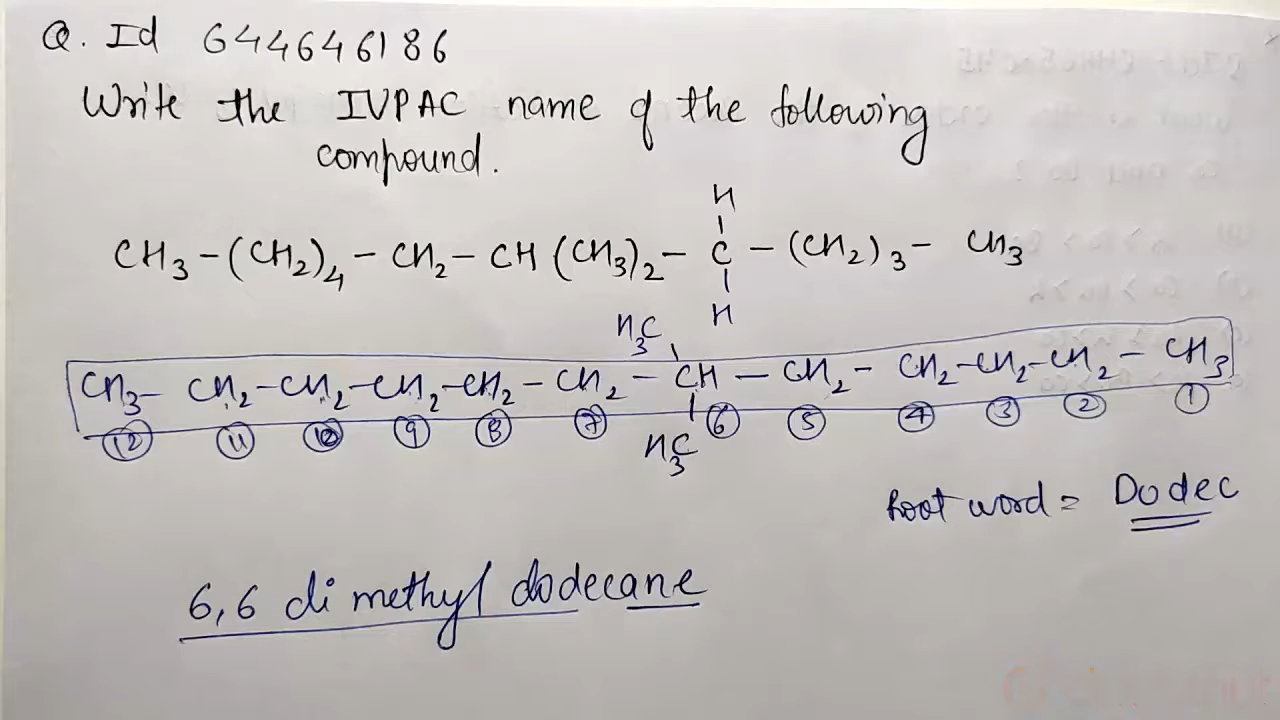 Q. Id 644646186
Write the IUPAC name of the following
compound.
H
CH3 – (CH2)4 – CH2 – CH (CH3)2 – C – (CH2)3 – CH3
H
H3C
CH3 – CH2 – CH2 – CH2 – CH2 – CH2 – CH – CH2 – CH2 – CH2 – CH2 – CH3
12 11 10 9 8 7 6 5 4 3 2 1
H3C
Root word = Dodec
6,6 di methyl dodecane